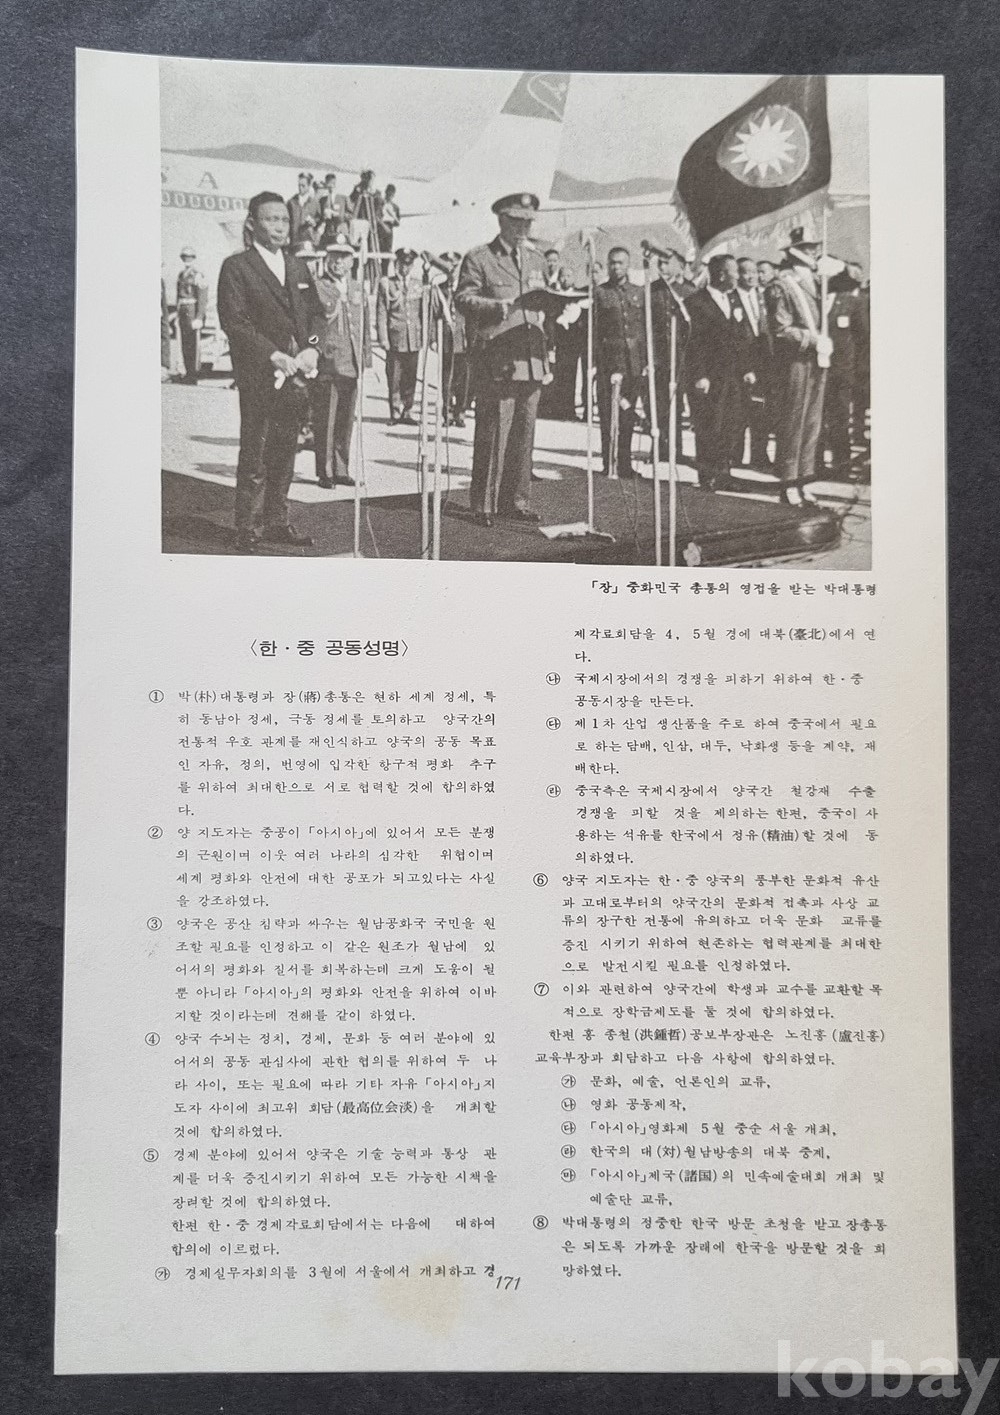 S A
「장」 중화민국 총통의 영접을 받는 박대통령
〈한·중 공동성명〉
① 박(朴)대통령과 장(蔣)총통은 현하 세계 정세, 특
히 동남아 정세, 극동 정세를 토의하고 양국간의
전통적 우호 관계를 재인식하고 양국의 공동 목표
인 자유, 정의, 번영에 입각한 항구적 평화 추구
를 위하여 최대한으로 서로 협력할 것에 합의하였
다.
② 양 지도자는 중공이 「아시아」에 있어서 모든 분쟁
의 근원이며 이웃 여러 나라의 심각한 위협이며
세계 평화와 안전에 대한 공포가 되고있다는 사실
을 강조하였다.
③ 양국은 공산 침략과 싸우는 월남공화국 국민을 원
조할 필요를 인정하고 이 같은 원조가 월남에 있
어서의 평화와 질서를 회복하는데 크게 도움이 될
뿐 아니라 「아시아」의 평화와 안전을 위하여 이바
지할 것이라는데 견해를 같이 하였다.
④ 양국 수뇌는 정치, 경제, 문화 등 여러 분야에 있
어서의 공동 관심사에 관한 협의를 위하여 두 나
라 사이, 또는 필요에 따라 기타 자유 「아시아」지
도자 사이에 최고위 회담(最高位会淡)을 개최할
것에 합의하였다.
⑤ 경제 분야에 있어서 양국은 기술 능력과 통상 관
계를 더욱 증진시키기 위하여 모든 가능한 시책을
장려할 것에 합의하였다.
한편 한·중 경제각료회담에서는 다음에 대하여
합의에 이르렀다.
㉮ 경제실무자회의를 3월에 서울에서 개최하고 경
제각료회담을 4, 5월 경에 대북(臺北)에서 연
다.
㉯ 국제시장에서의 경쟁을 피하기 위하여 한·중
공동시장을 만든다.
㉰ 제1차 산업 생산품을 주로 하여 중국에서 필요
로 하는 담배, 인삼, 대두, 낙화생 등을 계약, 재
배한다.
㉱ 중국측은 국제시장에서 양국간 철강재 수출
경쟁을 피할 것을 제의하는 한편, 중국이 사
용하는 석유를 한국에서 정유(精油)할 것에 동
의하였다.
⑥ 양국 지도자는 한·중 양국의 풍부한 문화적 유산
과 고대로부터의 양국간의 문화적 접촉과 사상 교
류의 장구한 전통에 유의하고 더욱 문화 교류를
증진 시키기 위하여 현존하는 협력관계를 최대한
으로 발전시킬 필요를 인정하였다.
⑦ 이와 관련하여 양국간에 학생과 교수를 교환할 목
적으로 장학금제도를 둘 것에 합의하였다.
한편 홍 종철(洪鍾哲)공보부장관은 노진홍(盧진홍)
교육부장과 회담하고 다음 사항에 합의하였다.
㉮ 문화, 예술, 언론인의 교류,
㉯ 영화 공동제작,
㉰ 「아시아」영화제 5월 중순 서울 개최,
㉱ 한국의 대(対)월남방송의 대북 중계,
㉲ 「아시아」제국(諸国)의 민속예술대회 개최 및
예술단 교류,
⑧ 박대통령의 정중한 한국 방문 초청을 받고 장총통
은 되도록 가까운 장래에 한국을 방문할 것을 희
망하였다.
171
kobay